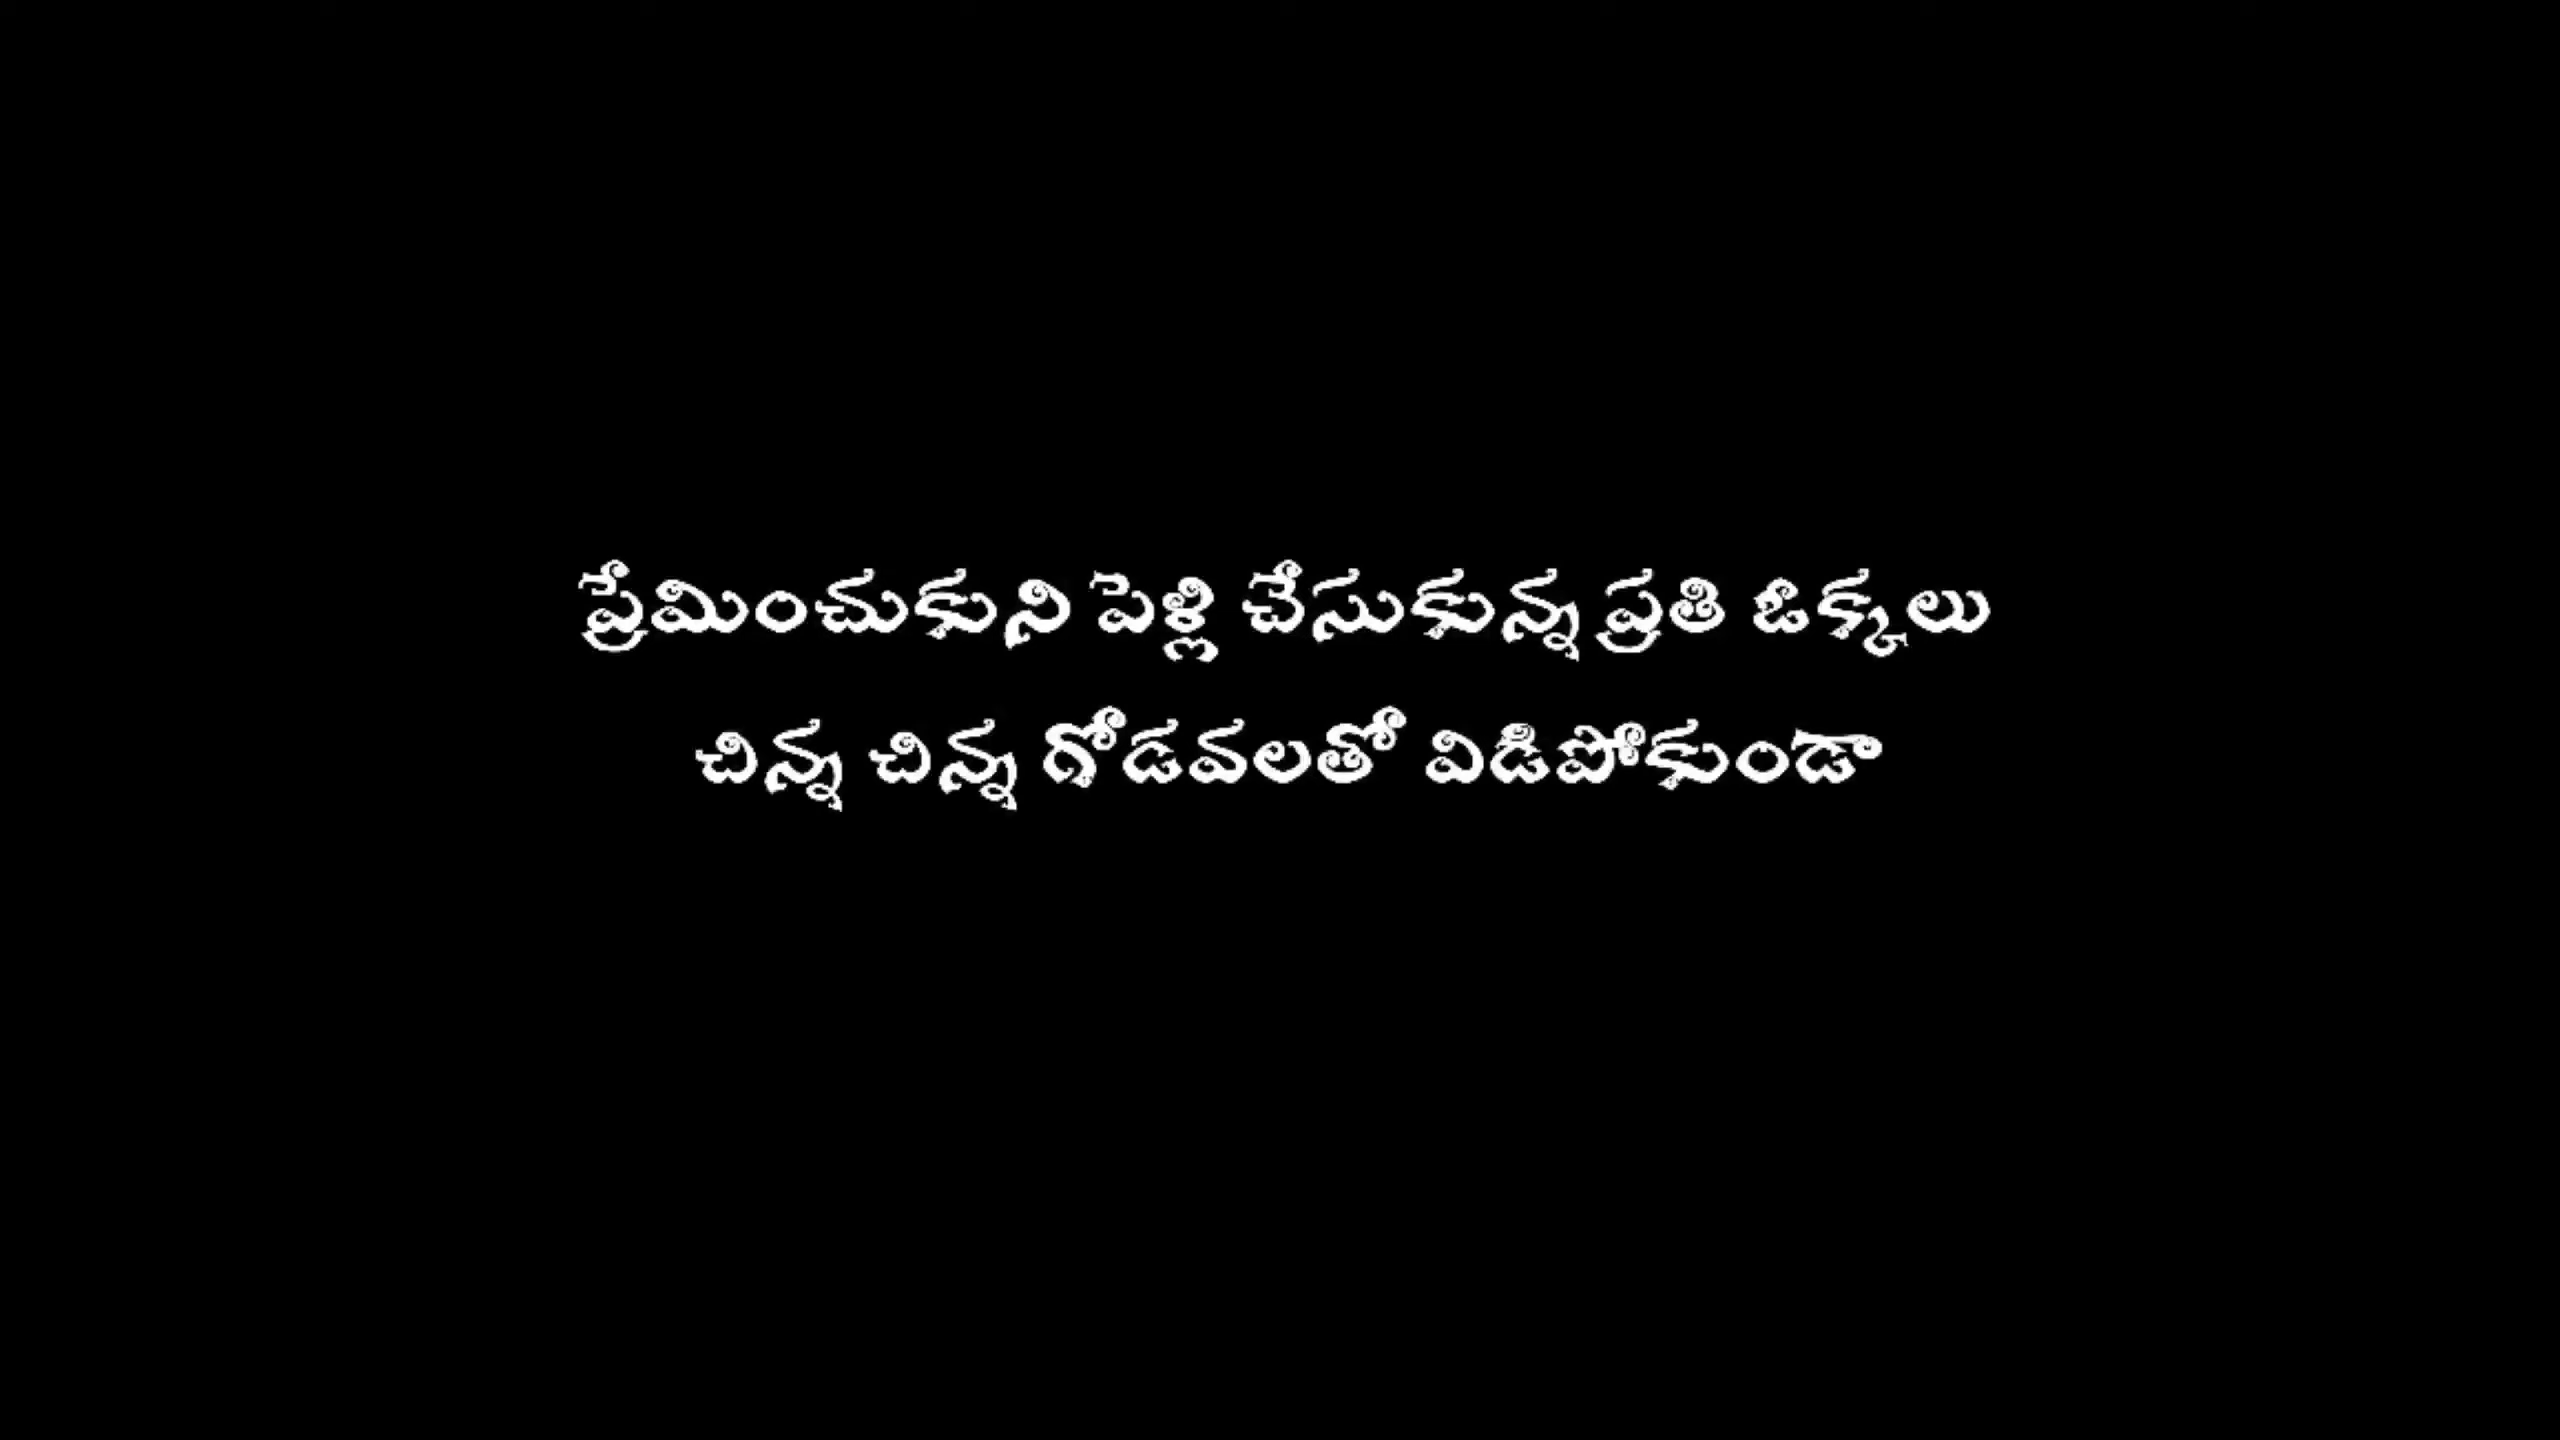 ప్రేమించుకుని పెళ్లి చేసుకున్న ప్రతి ఒక్కలు
చిన్న చిన్న గోడవలతో విడిపోకుండా